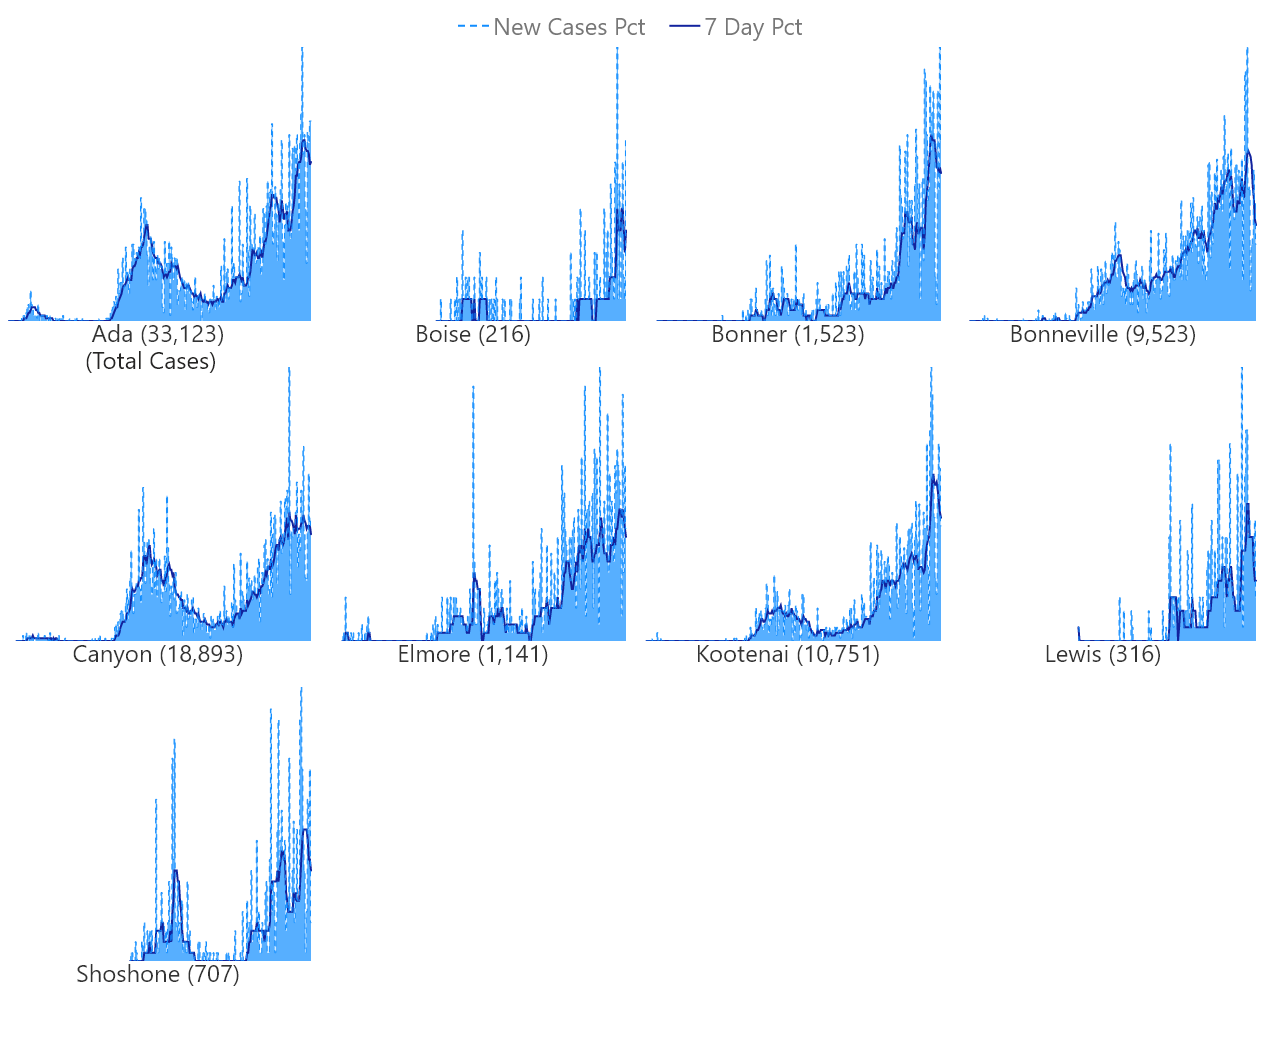 New Cases Pct 7 Day Pct
Ada (33,123)
(Total Cases)
Boise (216)
Bonner (1,523)
Bonneville (9,523)
Canyon (18,893)
Elmore (1,141)
Kootenai (10,751)
Lewis (316)
Shoshone (707)